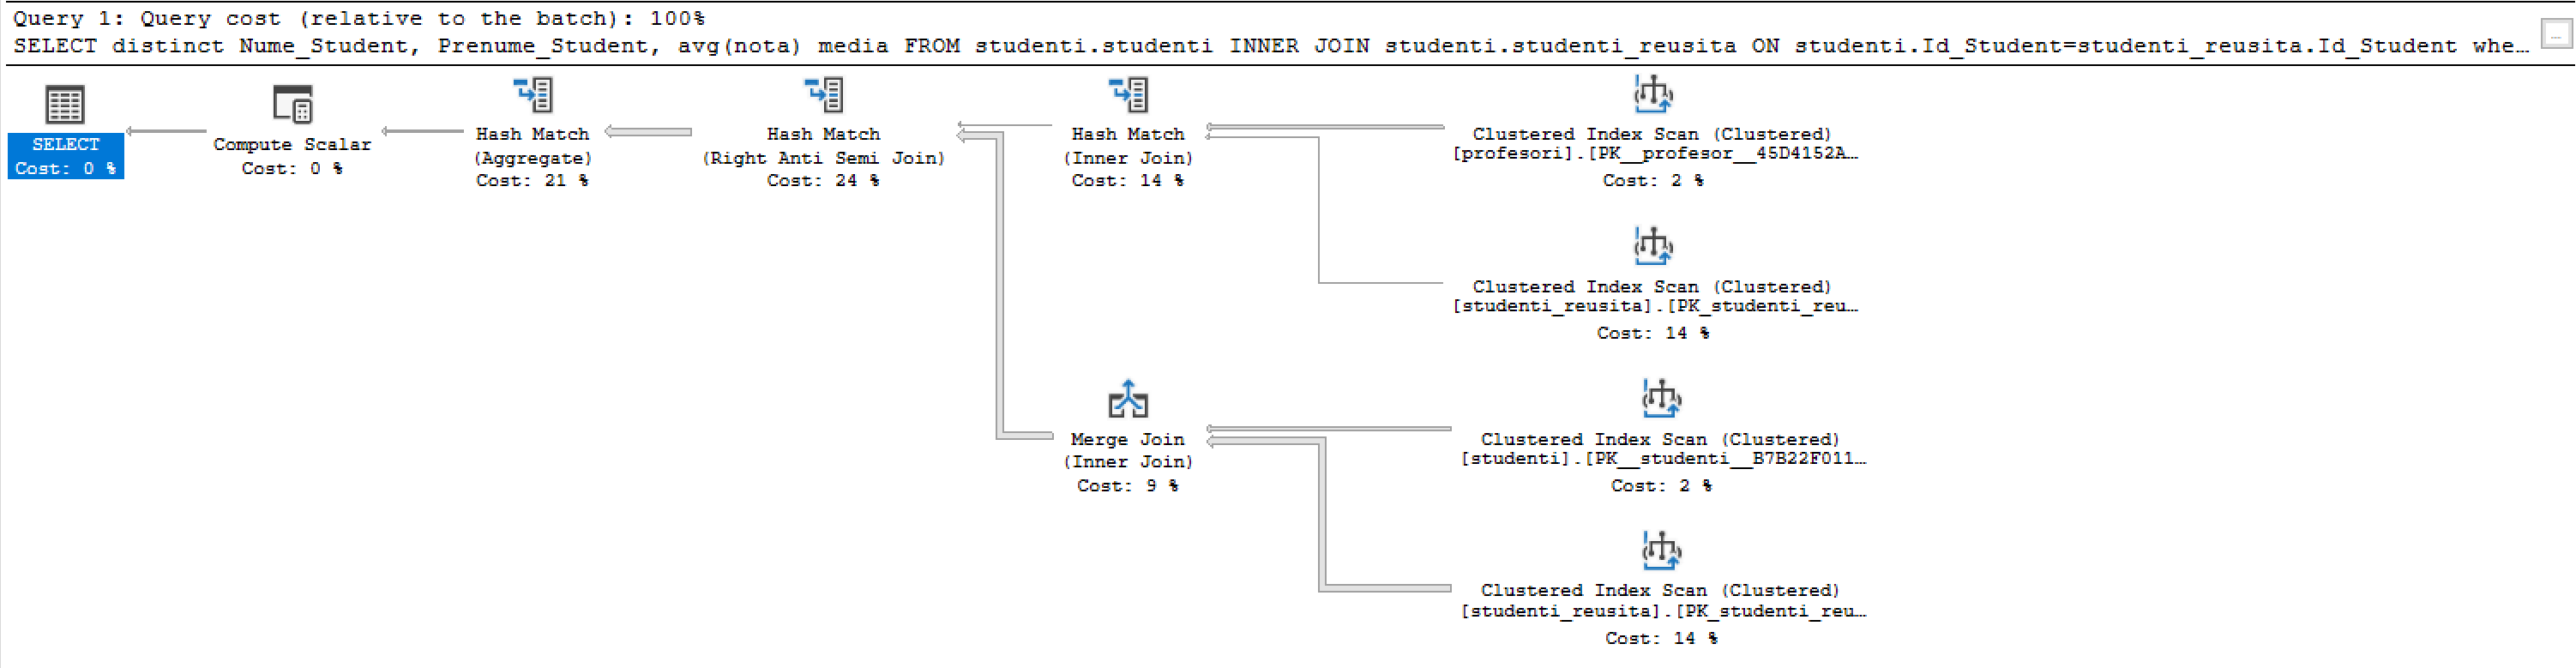 Query 1: Query cost (relative to the batch): 100%
SELECT distinct Nume_Student, Prenume_Student, avg(nota) media FROM studenti.studenti INNER JOIN studenti.studenti_reusita ON studenti.Id_Student=studenti_reusita.Id_Student whe…
...
SELECT
Cost: 0 %
Compute Scalar
Cost: 0 %
Hash Match
(Aggregate)
Cost: 21 %
Hash Match
(Right Anti Semi Join)
Cost: 24 %
Hash Match
(Inner Join)
Cost: 14 %
Clustered Index Scan (Clustered)
[profesori].[PK__profesor__45D4152A…
Cost: 2 %
Clustered Index Scan (Clustered)
[studenti_reusita].[PK_studenti_reu…
Cost: 14 %
Merge Join
(Inner Join)
Cost: 9 %
Clustered Index Scan (Clustered)
[studenti].[PK__studenti__B7B22F011…
Cost: 2 %
Clustered Index Scan (Clustered)
[studenti_reusita].[PK_studenti_reu…
Cost: 14 %